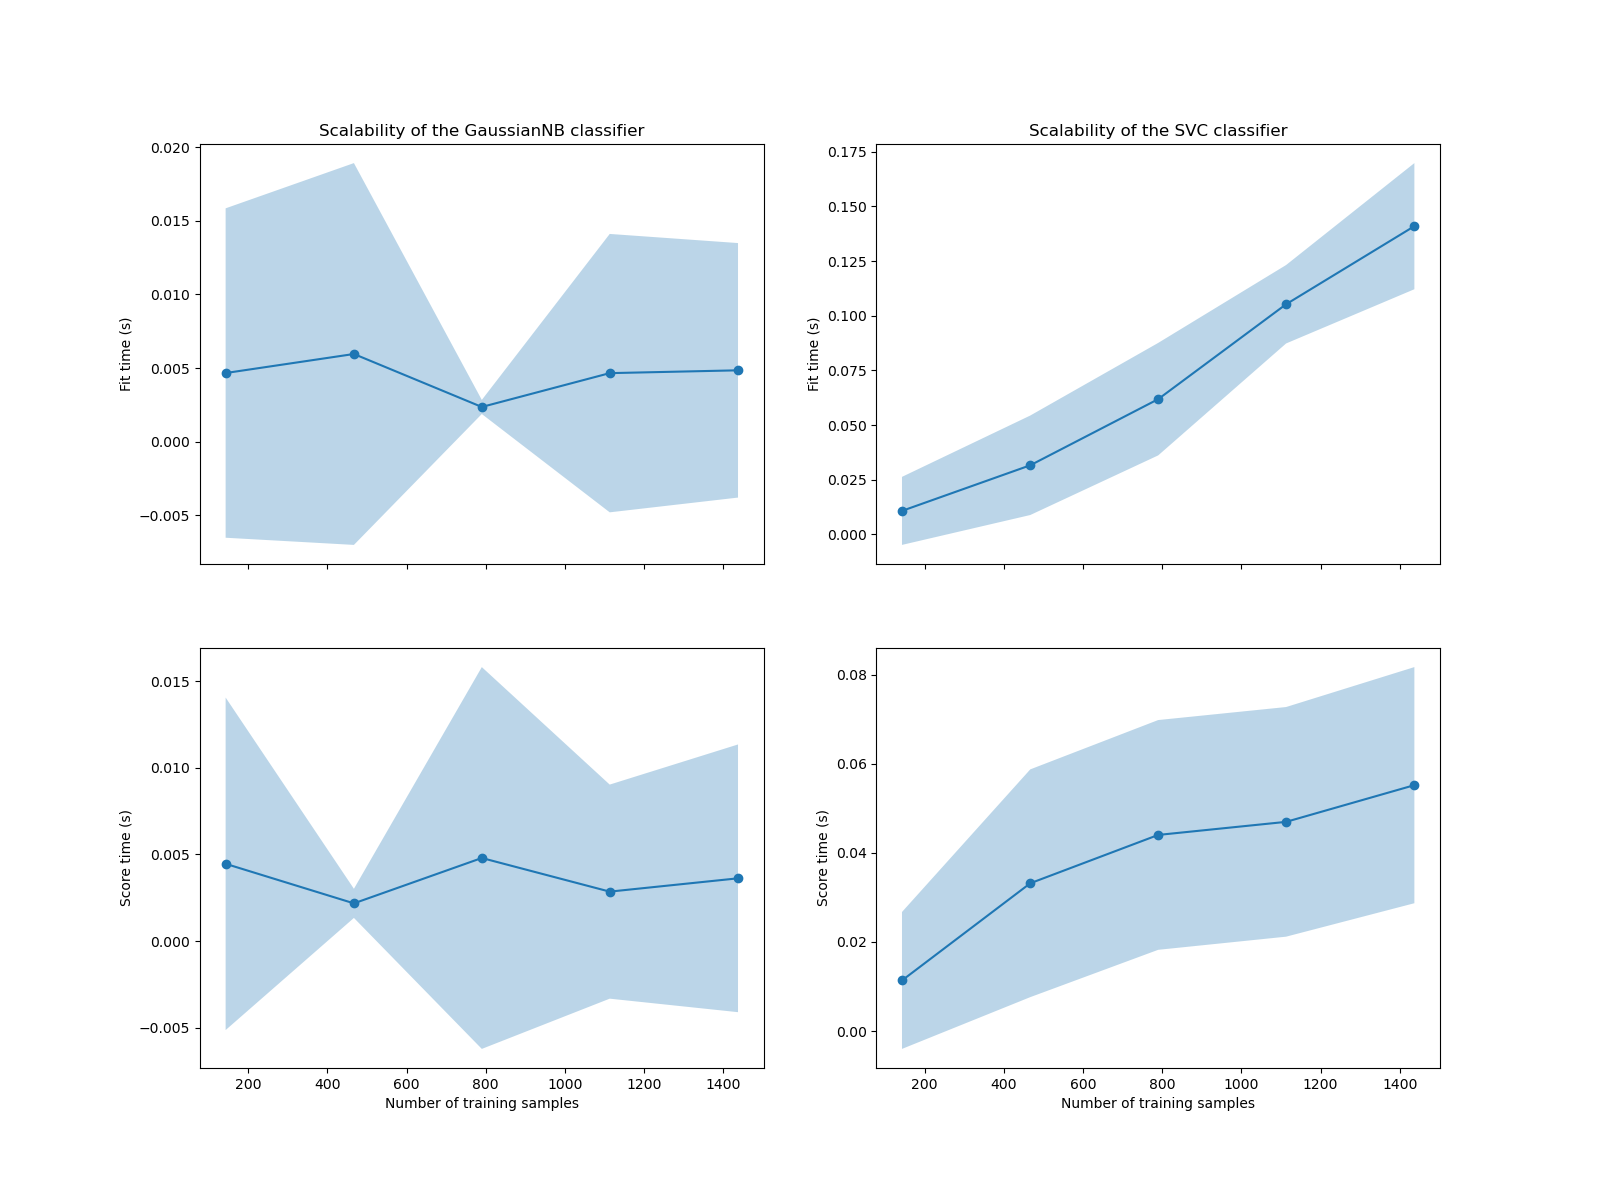 Scalability of the GaussianNB classifier
Scalability of the SVC classifier
0.020
0.015
0.010
0.005
0.000
−0.005
Fit time (s)
0.175
0.150
0.125
0.100
0.075
0.050
0.025
0.000
Fit time (s)
0.015
0.010
0.005
0.000
−0.005
Score time (s)
200 400 600 800 1000 1200 1400
Number of training samples
0.08
0.06
0.04
0.02
0.00
Score time (s)
200 400 600 800 1000 1200 1400
Number of training samples